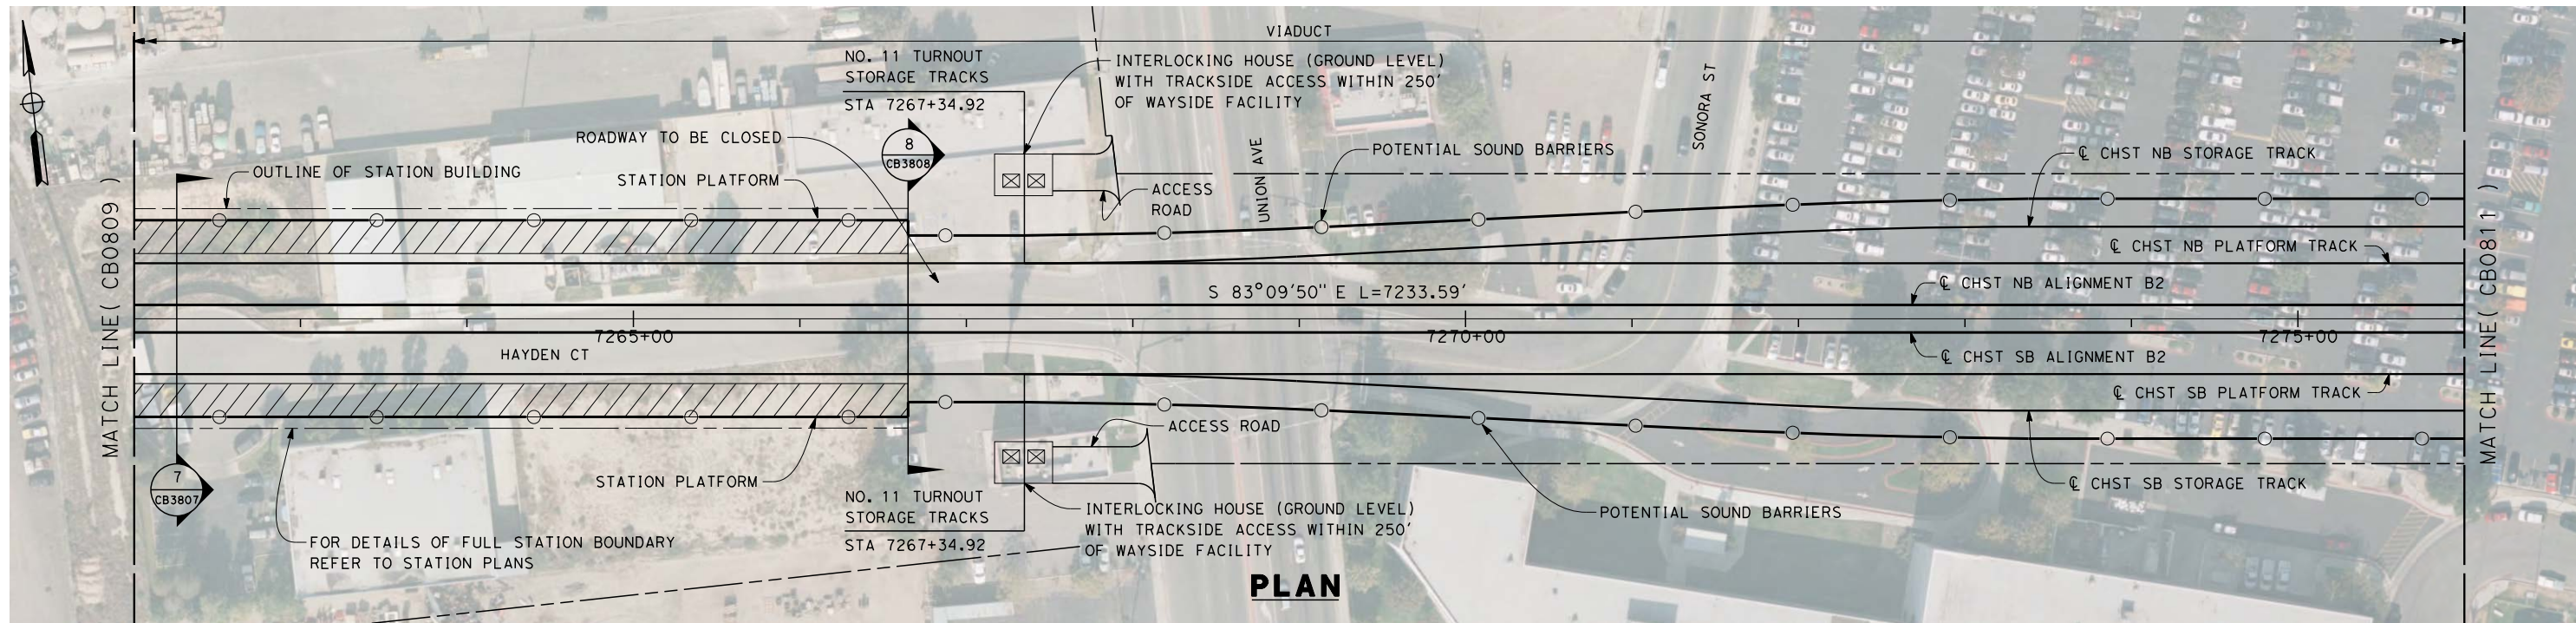 VIADUCT
NO. 11 TURNOUT
STORAGE TRACKS
STA 7267+34.92
INTERLOCKING HOUSE (GROUND LEVEL)
WITH TRACKSIDE ACCESS WITHIN 250'
OF WAYSIDE FACILITY
ROADWAY TO BE CLOSED
8
CB3808
OUTLINE OF STATION BUILDING
STATION PLATFORM
ACCESS
ROAD
UNION AVE
POTENTIAL SOUND BARRIERS
SONORA ST
℄ CHST NB STORAGE TRACK
℄ CHST NB PLATFORM TRACK
℄ CHST NB ALIGNMENT B2
S 83°09'50" E L=7233.59'
MATCH LINE( CB0809 )
MATCH LINE( CB0811 )
7265+00
7270+00
7275+00
HAYDEN CT
℄ CHST SB ALIGNMENT B2
℄ CHST SB PLATFORM TRACK
ACCESS ROAD
STATION PLATFORM
7
CB3807
℄ CHST SB STORAGE TRACK
NO. 11 TURNOUT
STORAGE TRACKS
STA 7267+34.92
INTERLOCKING HOUSE (GROUND LEVEL)
WITH TRACKSIDE ACCESS WITHIN 250'
OF WAYSIDE FACILITY
POTENTIAL SOUND BARRIERS
FOR DETAILS OF FULL STATION BOUNDARY
REFER TO STATION PLANS
PLAN